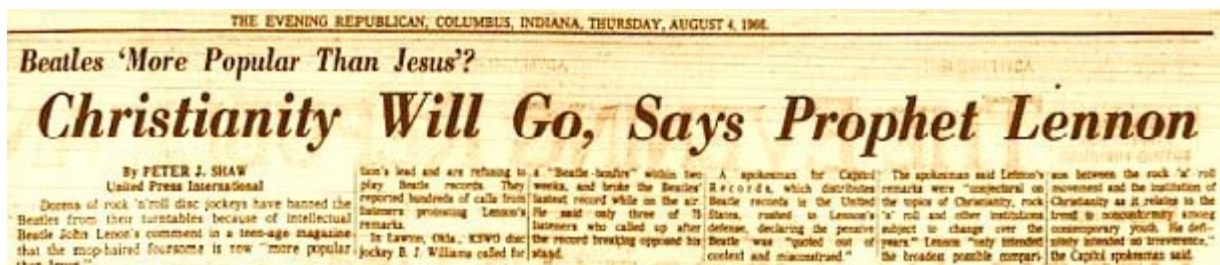 THE EVENING REPUBLICAN, COLUMBUS, INDIANA, THURSDAY, AUGUST 4, 1966.
Beatles 'More Popular Than Jesus'?
Christianity Will Go, Says Prophet Lennon
By PETER J. SHAW
United Press International
Dozens of rock 'n'roll disc jockeys have banned the
Beatles from their turntables because of intellectual
Beatle John Lenon's comment in a teen-age magazine
that the mop-haired foursome is now "more popular
than Jesus."
tion's lead and are refusing to
play Beatle records. They
reported hundreds of calls from
listeners protesting Lennon's
remarks.
In Lawton, Okla., KSWO disc
jockey B. J. Williams called for
a "Beatle-bonfire" within two
weeks, and broke the Beatles'
lastest record while on the air.
He said only three of 75
listeners who called up after
the record breaking opposed his
stand.
A spokesman for Capitol
Records, which distributes
Beatle records in the United
States, rushed to Lennon's
defense, declaring the pensive
Beatle was "quoted out of
context and misconstrued."
The spokesman said Lennon's
remarks were "conjectural on
the topics of Christianity, rock
'n' roll and other institutions
subject to change over the
years." Lennon "only intended
the broadest possible compari-
son between the rock 'n' roll
movement and the institution of
Christianity as it relates to the
trend to nonconformity among
contemporary youth. He defi-
nitely intended no irreverence,"
the Capitol spokesman said.